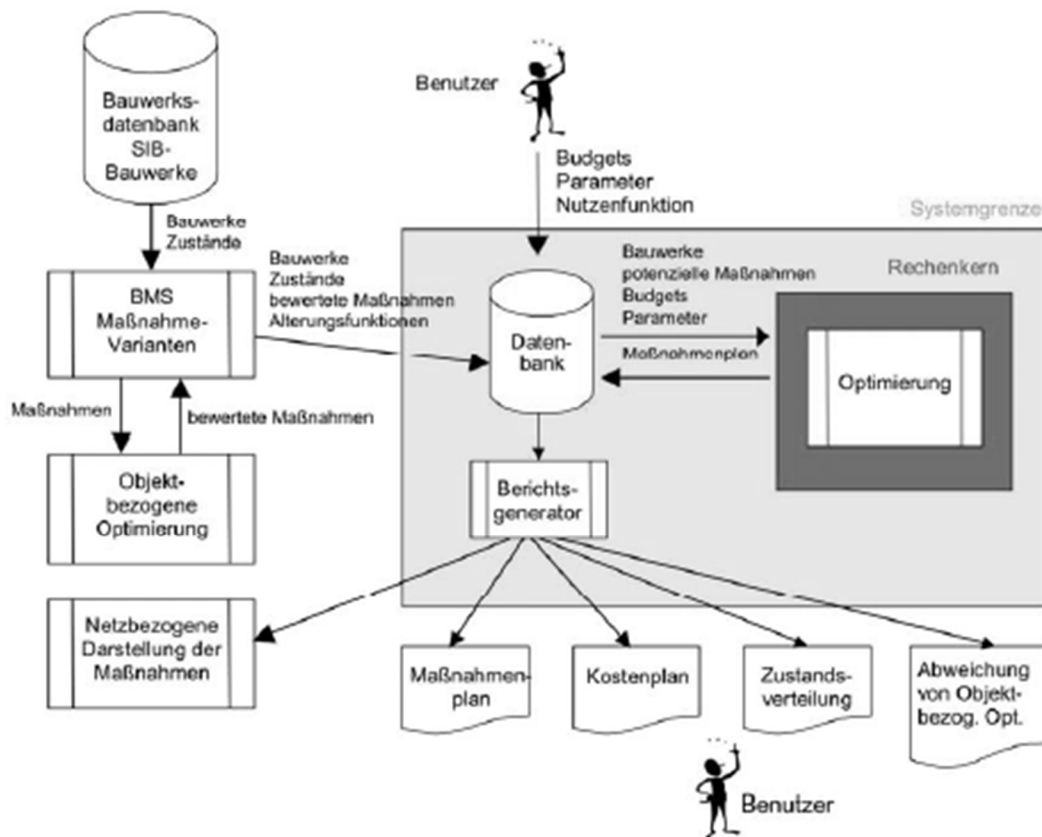 Bauwerks-
datenbank
SIB-
Bauwerke
Benutzer
Budgets
Parameter
Nutzenfunktion
Systemgrenze
Bauwerke
Zustände
BMS
Maßnahme-
Varianten
Bauwerke
Zustände
bewertete Maßnahmen
Alterungsfunktionen
Daten-
bank
Bauwerke
potenzielle Maßnahmen
Budgets
Parameter
Maßnahmenplan
Rechenkern
Optimierung
Maßnahmen
bewertete Maßnahmen
Objekt-
bezogene
Optimierung
Berichts-
generator
Netzbezogene
Darstellung der
Maßnahmen
Maßnahmen-
plan
Kostenplan
Zustands-
verteilung
Abweichung
von Objekt-
bezog. Opt.
Benutzer